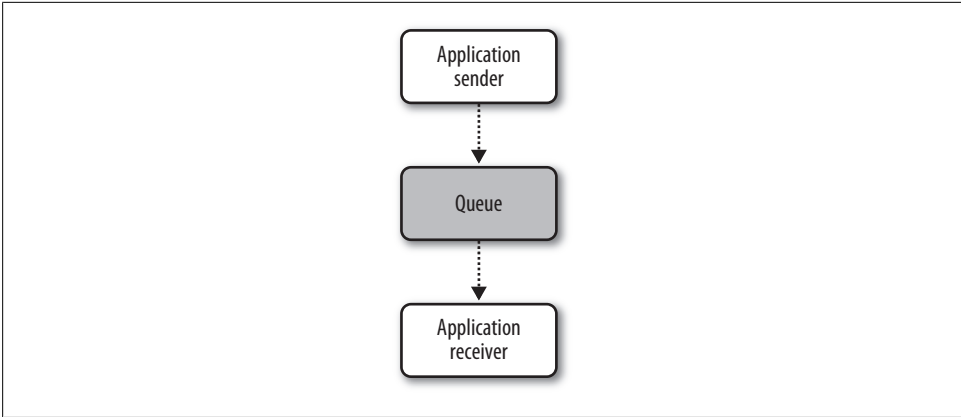 Application
sender
Queue
Application
receiver